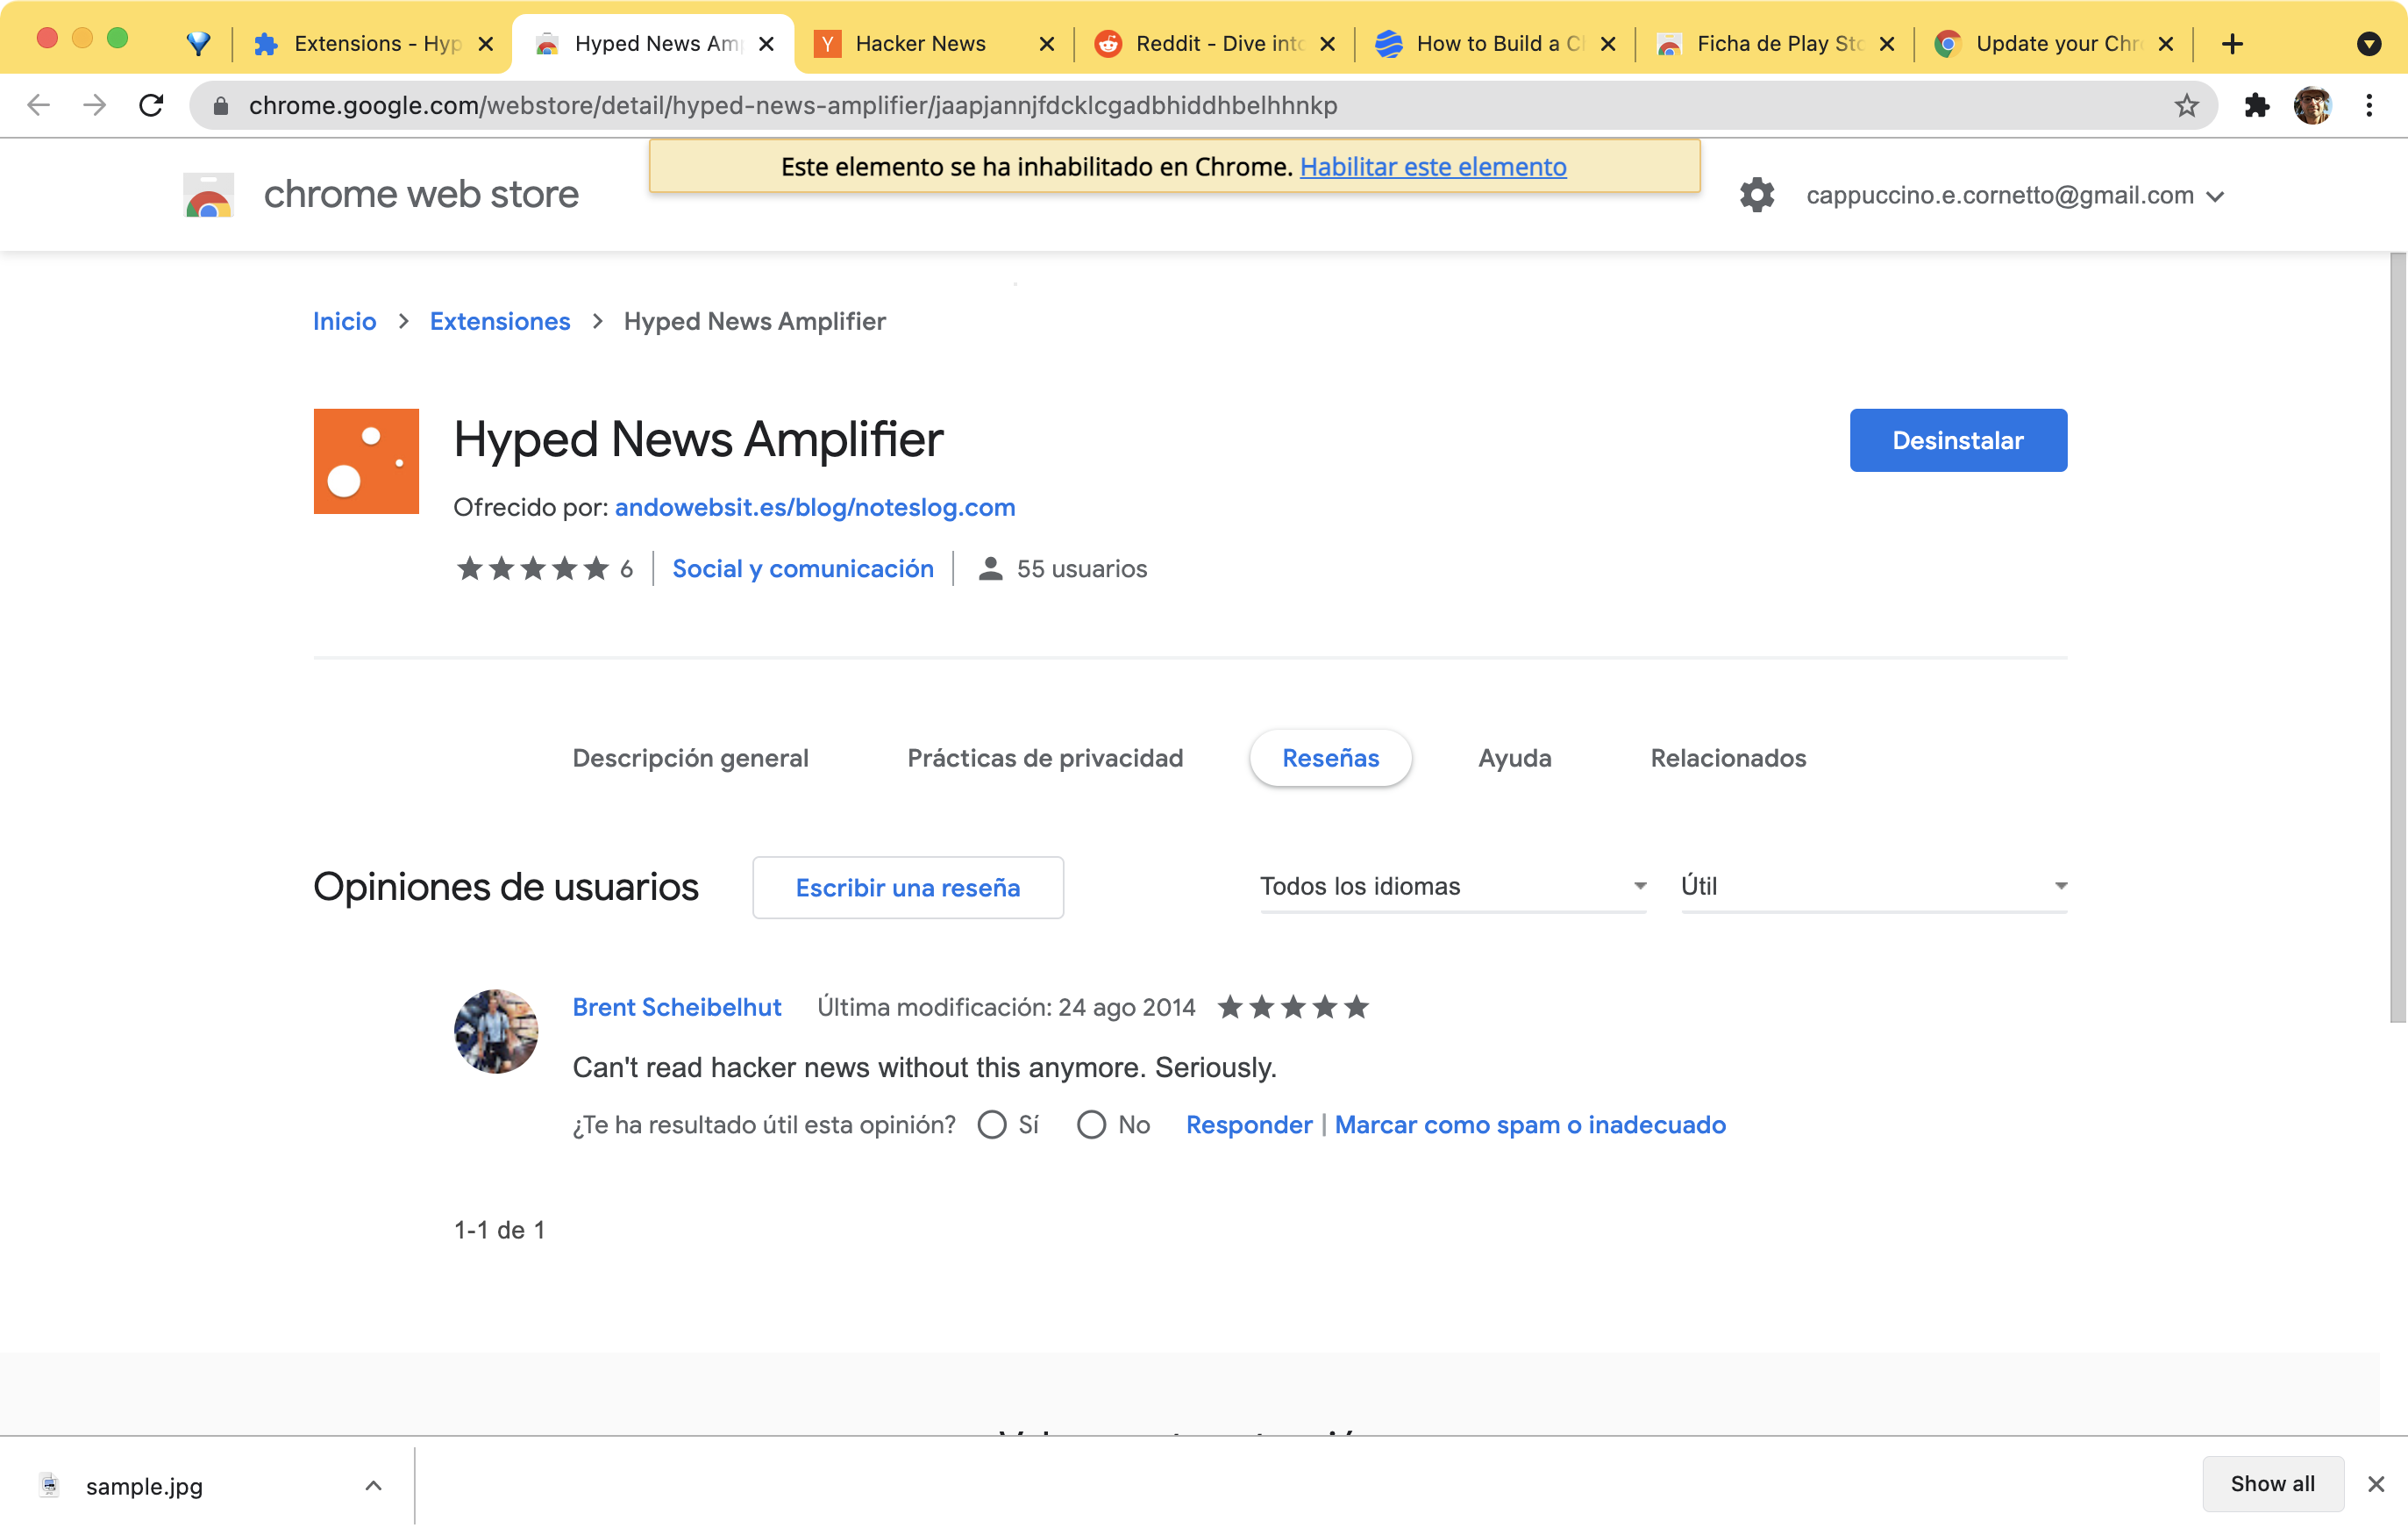 Extensions - Hyp
Hyped News Am
Hacker News
Reddit - Dive into
How to Build a Ch
Ficha de Play Sto
Update your Chr
chrome.google.com/webstore/detail/hyped-news-amplifier/jaapjannjfdcklcgadbhiddhbelhhnkp
Este elemento se ha inhabilitado en Chrome. Habilitar este elemento
chrome web store
cappuccino.e.cornetto@gmail.com
Inicio > Extensiones > Hyped News Amplifier
Hyped News Amplifier
Desinstalar
Ofrecido por: andowebsit.es/blog/noteslog.com
6
Social y comunicación
55 usuarios
Descripción general
Prácticas de privacidad
Reseñas
Ayuda
Relacionados
Opiniones de usuarios
Escribir una reseña
Todos los idiomas
Útil
Brent Scheibelhut
Última modificación: 24 ago 2014
Can't read hacker news without this anymore. Seriously.
¿Te ha resultado útil esta opinión?
Sí
No
Responder | Marcar como spam o inadecuado
1-1 de 1
sample.jpg
Show all